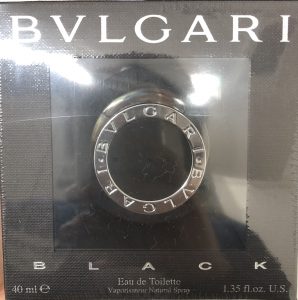 BVLGARI
BVLGARI · BVLGARI ·
BLACK
Eau de Toilette
40 ml e 1.35 fl.oz. U.S.
Vaporisateur Natural Spray